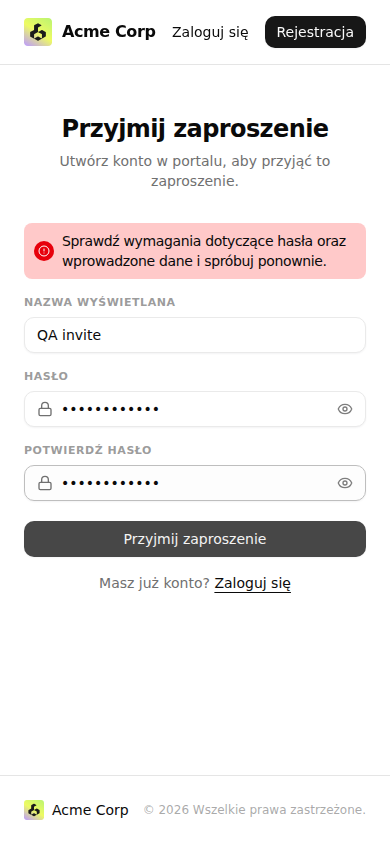 Acme Corp
Zaloguj się
Rejestracja
Przyjmij zaproszenie
Utwórz konto w portalu, aby przyjąć to
zaproszenie.
Sprawdź wymagania dotyczące hasła oraz
wprowadzone dane i spróbuj ponownie.
NAZWA WYŚWIETLANA
QA invite
HASŁO
••••••••••••
POTWIERDŹ HASŁO
••••••••••••
Przyjmij zaproszenie
Masz już konto? Zaloguj się
Acme Corp
© 2026 Wszelkie prawa zastrzeżone.